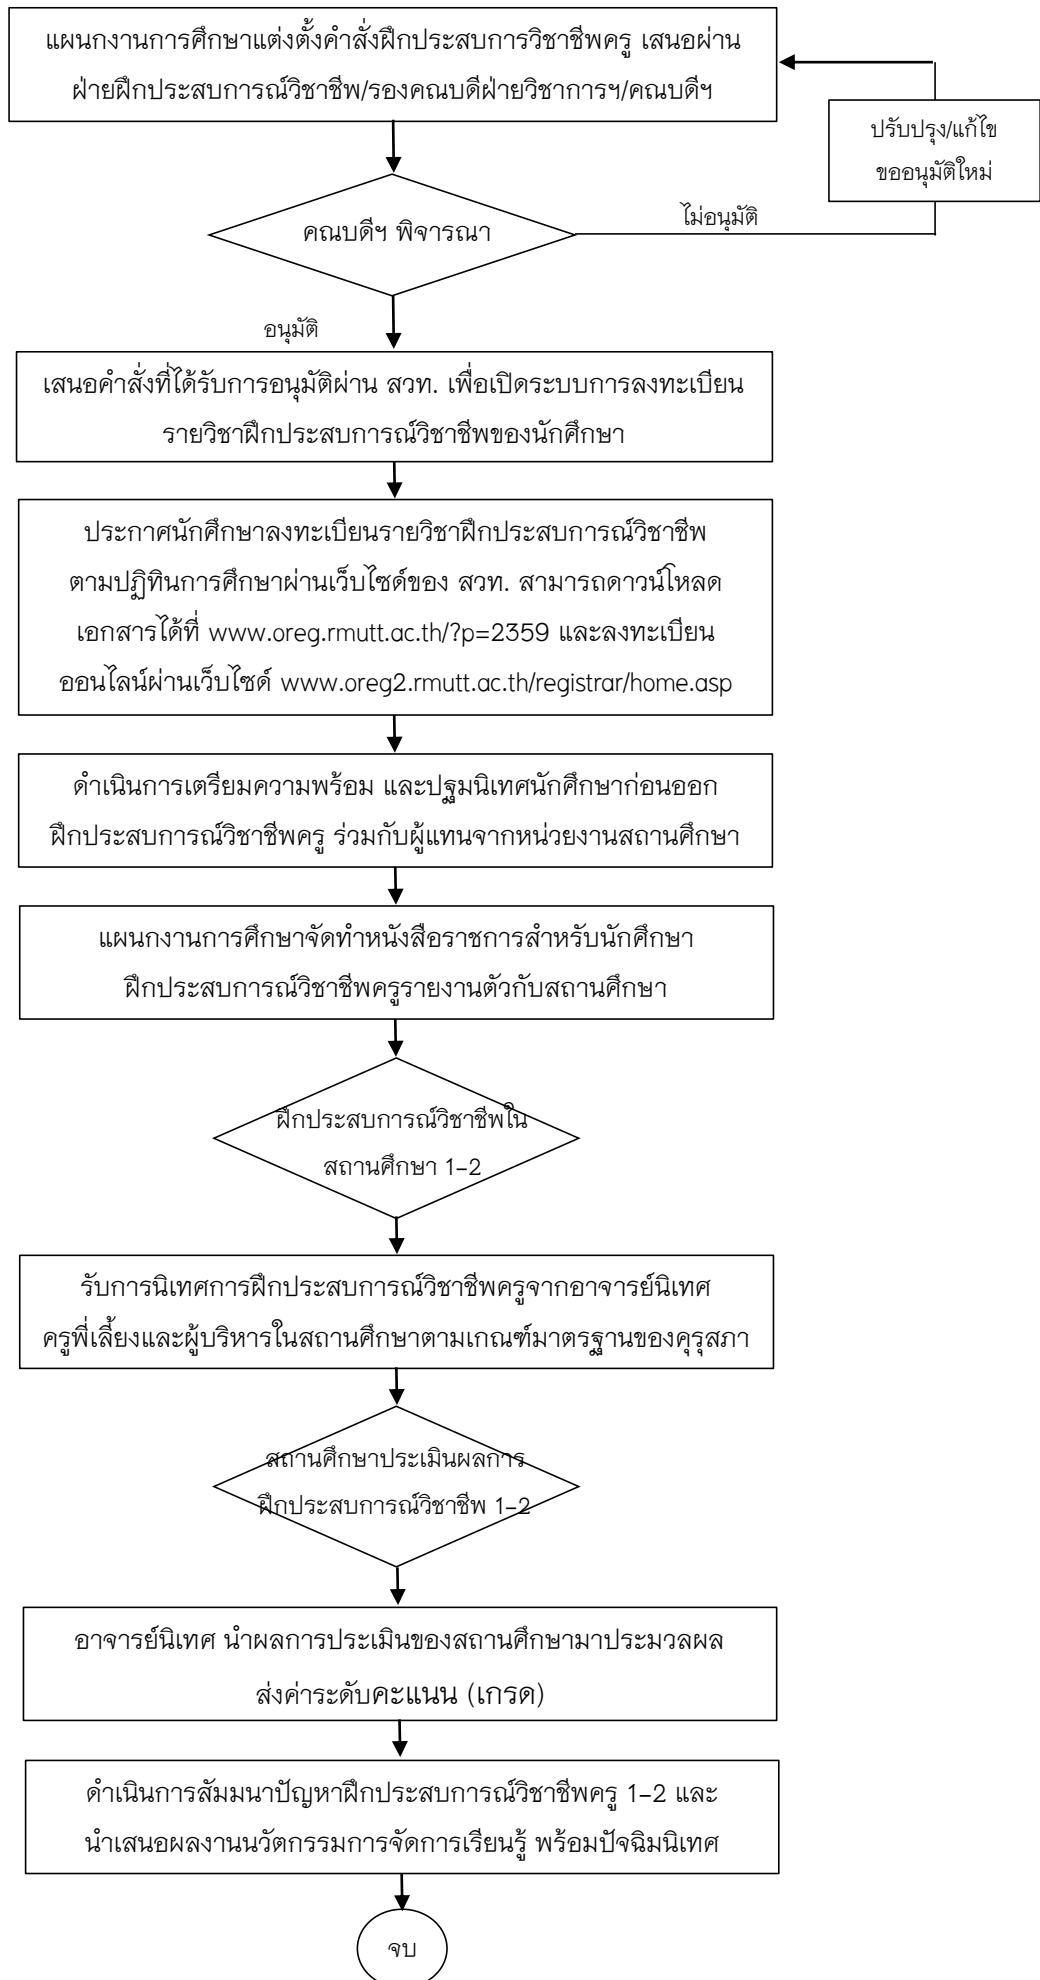 แผนกงานการศึกษาแต่งตั้งคำสั่งฝึกประสบการวิชาชีพครู เสนอผ่าน
ฝ่ายฝึกประสบการณ์วิชาชีพ/รองคณบดีฝ่ายวิชาการฯ/คณบดีฯ
ปรับปรุง/แก้ไข
ขออนุมัติใหม่
คณบดีฯ พิจารณา
ไม่อนุมัติ
อนุมัติ
เสนอคำสั่งที่ได้รับการอนุมัติผ่าน สวท. เพื่อเปิดระบบการลงทะเบียน
รายวิชาฝึกประสบการณ์วิชาชีพของนักศึกษา
ประกาศนักศึกษาลงทะเบียนรายวิชาฝึกประสบการณ์วิชาชีพ
ตามปฏิทินการศึกษาผ่านเว็บไซด์ของ สวท. สามารถดาวน์โหลด
เอกสารได้ที่ www.oreg.rmutt.ac.th/?p=2359 และลงทะเบียน
ออนไลน์ผ่านเว็บไซด์ www.oreg2.rmutt.ac.th/registrar/home.asp
ดำเนินการเตรียมความพร้อม และปฐมนิเทศนักศึกษาก่อนออก
ฝึกประสบการณ์วิชาชีพครู ร่วมกับผู้แทนจากหน่วยงานสถานศึกษา
แผนกงานการศึกษาจัดทำหนังสือราชการสำหรับนักศึกษา
ฝึกประสบการณ์วิชาชีพครูรายงานตัวกับสถานศึกษา
ฝึกประสบการณ์วิชาชีพใน
สถานศึกษา 1-2
รับการนิเทศการฝึกประสบการณ์วิชาชีพครูจากอาจารย์นิเทศ
ครูพี่เลี้ยงและผู้บริหารในสถานศึกษาตามเกณฑ์มาตรฐานของคุรุสภา
สถานศึกษาประเมินผลการ
ฝึกประสบการณ์วิชาชีพ 1-2
อาจารย์นิเทศ นำผลการประเมินของสถานศึกษามาประมวลผล
ส่งค่าระดับคะแนน (เกรด)
ดำเนินการสัมมนาปัญหาฝึกประสบการณ์วิชาชีพครู 1-2 และ
นำเสนอผลงานนวัตกรรมการจัดการเรียนรู้ พร้อมปัจฉิมนิเทศ
จบ